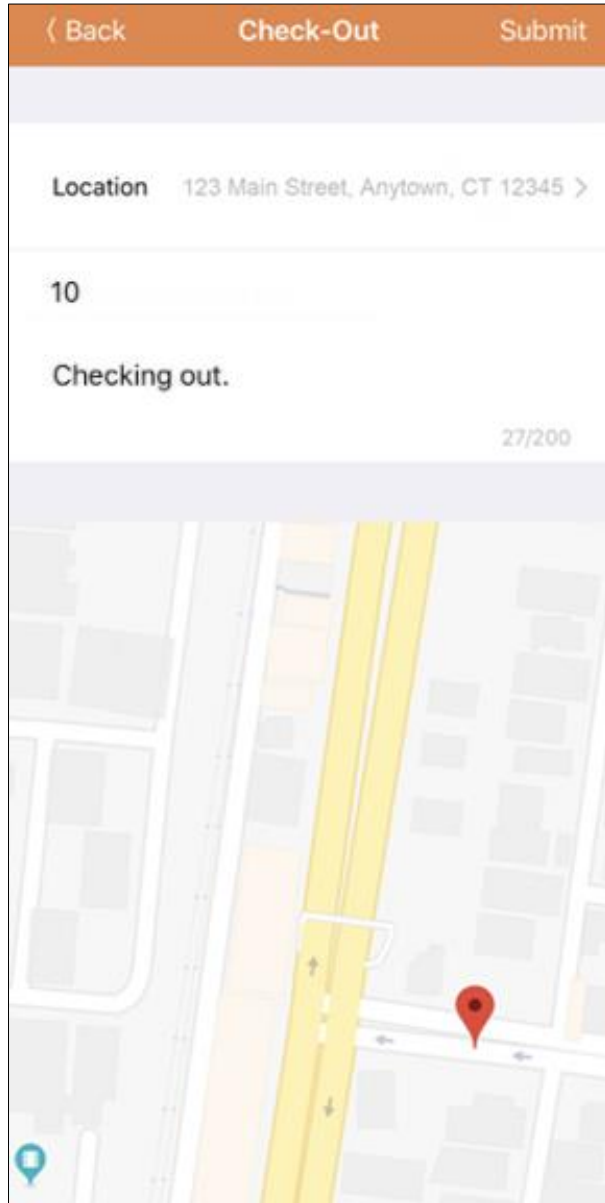 Back Check-Out Submit
Location 123 Main Street, Anytown, CT 12345
10
Checking out.
27/200